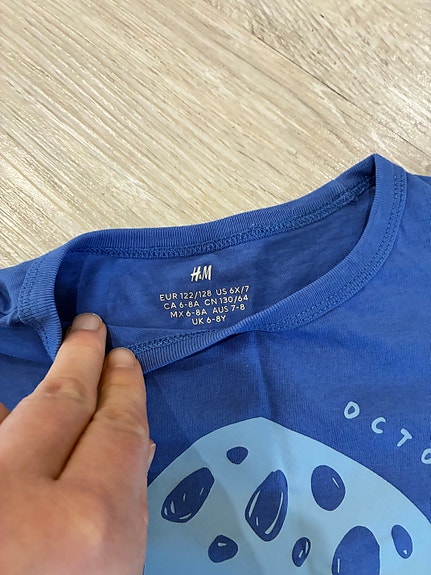 H&M
EUR 122/128 US 6X/7
CA 6-8A CN 130/64
MX 6-8A AUS 7-8
UK 6-8Y
OCTO